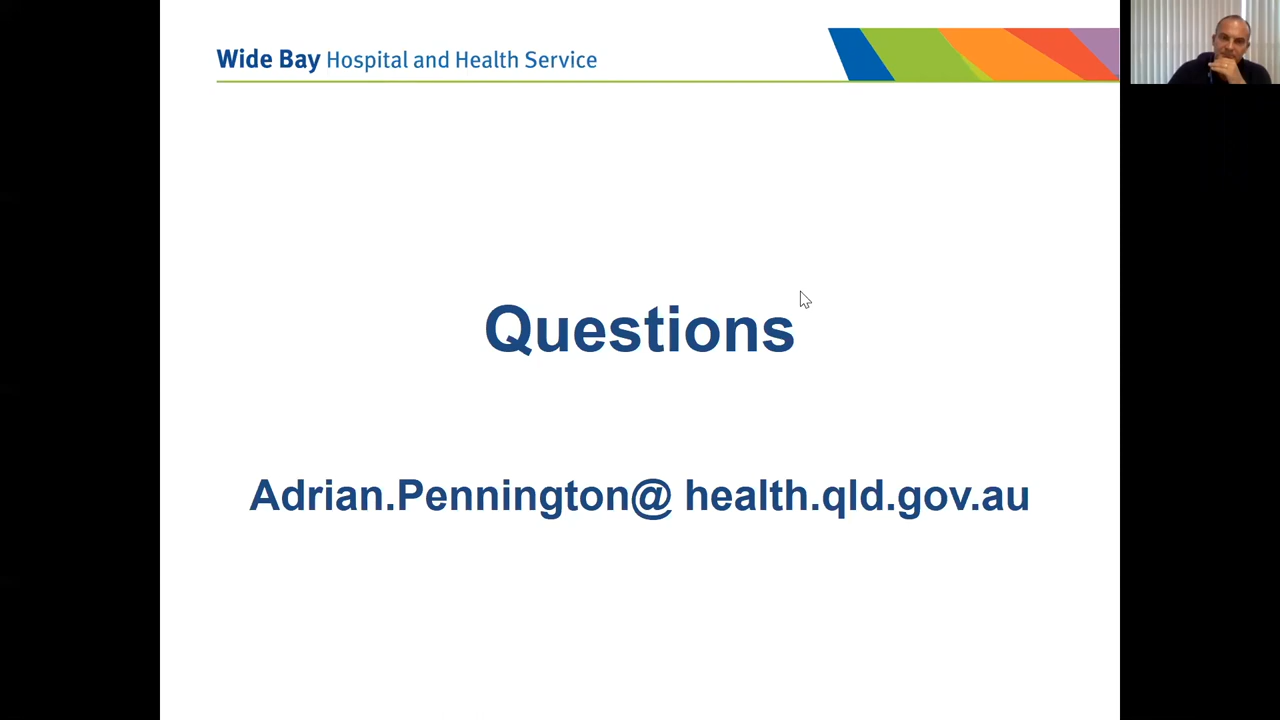 Wide Bay Hospital and Health Service
Questions
Adrian.Pennington@ health.qld.gov.au